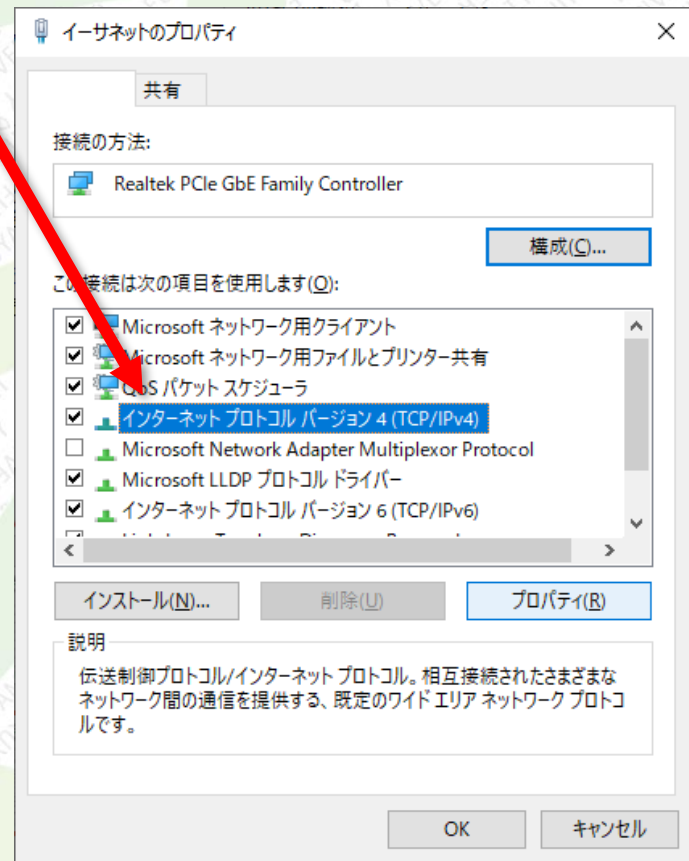 イーサネットのプロパティ
共有
接続の方法:
Realtek PCIe GbE Family Controller
構成(C)...
この接続は次の項目を使用します(O):
Microsoft ネットワーク用クライアント
Microsoft ネットワーク用ファイルとプリンター共有
QoS パケット スケジューラ
インターネット プロトコル バージョン 4 (TCP/IPv4)
Microsoft Network Adapter Multiplexor Protocol
Microsoft LLDP プロトコル ドライバー
インターネット プロトコル バージョン 6 (TCP/IPv6)
インストール(N)...
削除(U)
プロパティ(R)
説明
伝送制御プロトコル/インターネット プロトコル。相互接続されたさまざまな
ネットワーク間の通信を提供する、既定のワイド エリア ネットワーク プロトコ
ルです。
OK
キャンセル